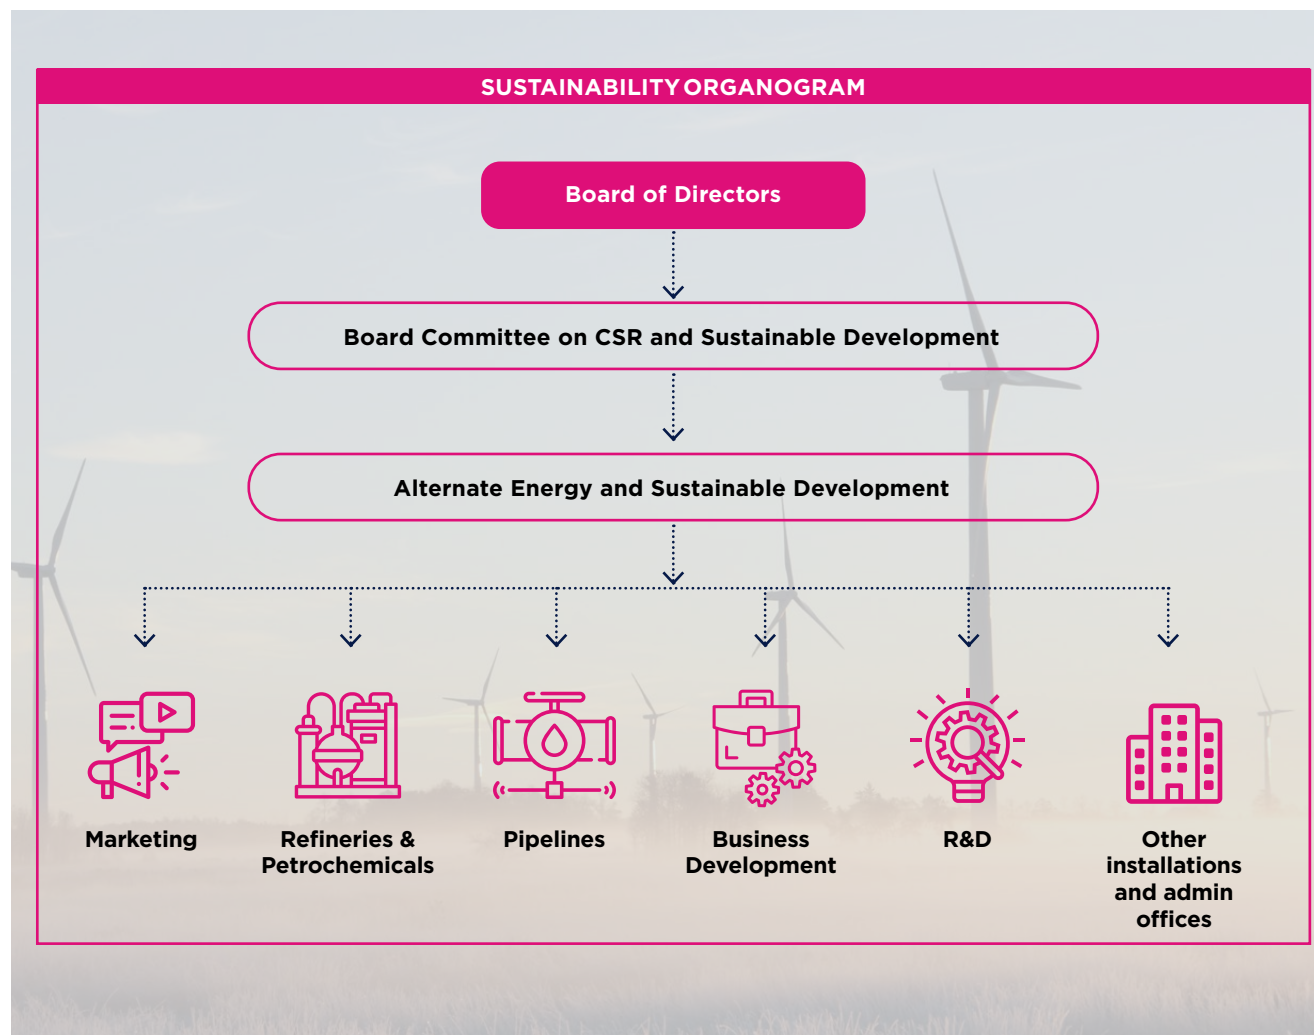 SUSTAINABILITY ORGANOGRAM
Board of Directors
Board Committee on CSR and Sustainable Development
Alternate Energy and Sustainable Development
Marketing
Refineries &
Petrochemicals
Pipelines
Business
Development
R&D
Other
installations
and admin
offices